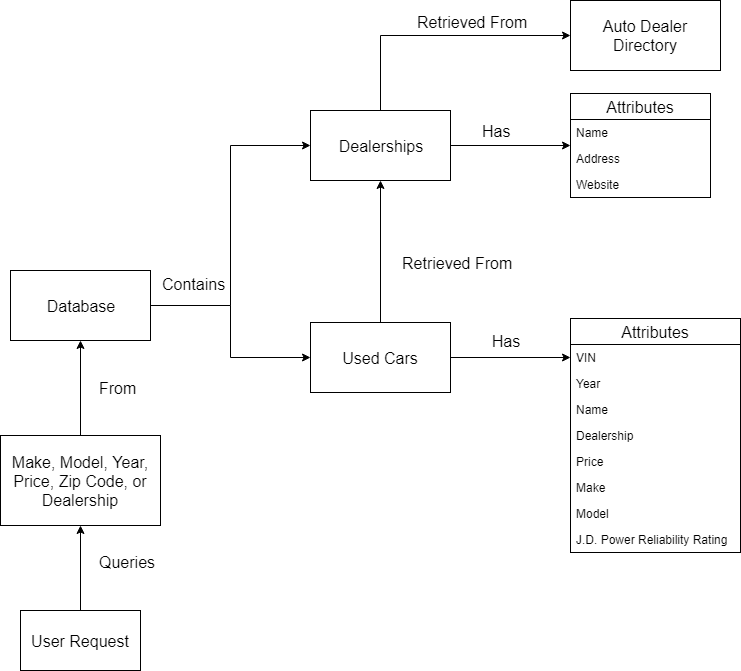 Retrieved From
Auto Dealer
Directory
Dealerships
Has
Attributes
Name
Address
Website
Retrieved From
Contains
Database
Used Cars
Has
Attributes
VIN
Year
Name
Dealership
Price
Make
Model
J.D. Power Reliability Rating
From
Make, Model, Year,
Price, Zip Code, or
Dealership
Queries
User Request